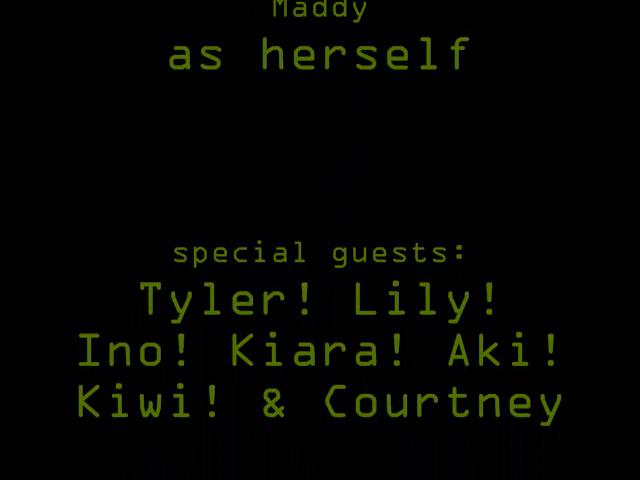 Maddy
as herself
special guests:
Tyler! Lily!
Ino! Kiara! Aki!
Kiwi! & Courtney